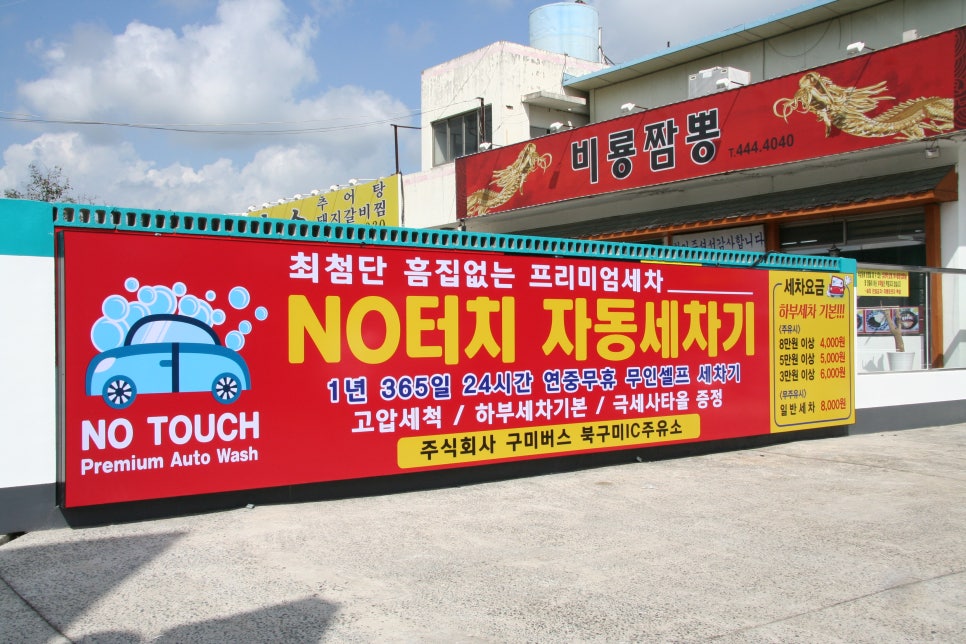 비룡짬뽕
T.444.4040
추어탕
돼지갈비찜
최첨단 흠집없는 프리미엄세차
NO터치 자동세차기
1년 365일 24시간 연중무휴 무인셀프 세차기
고압세척 / 하부세차기본 / 극세사타올 증정
주식회사 구미버스 북구미IC주유소
NO TOUCH
Premium Auto Wash
세차요금
하부세차 기본!!!
(주유시)
8만원 이상 4,000원
5만원 이상 5,000원
3만원 이상 6,000원
(무주유시)
일반세차 8,000원